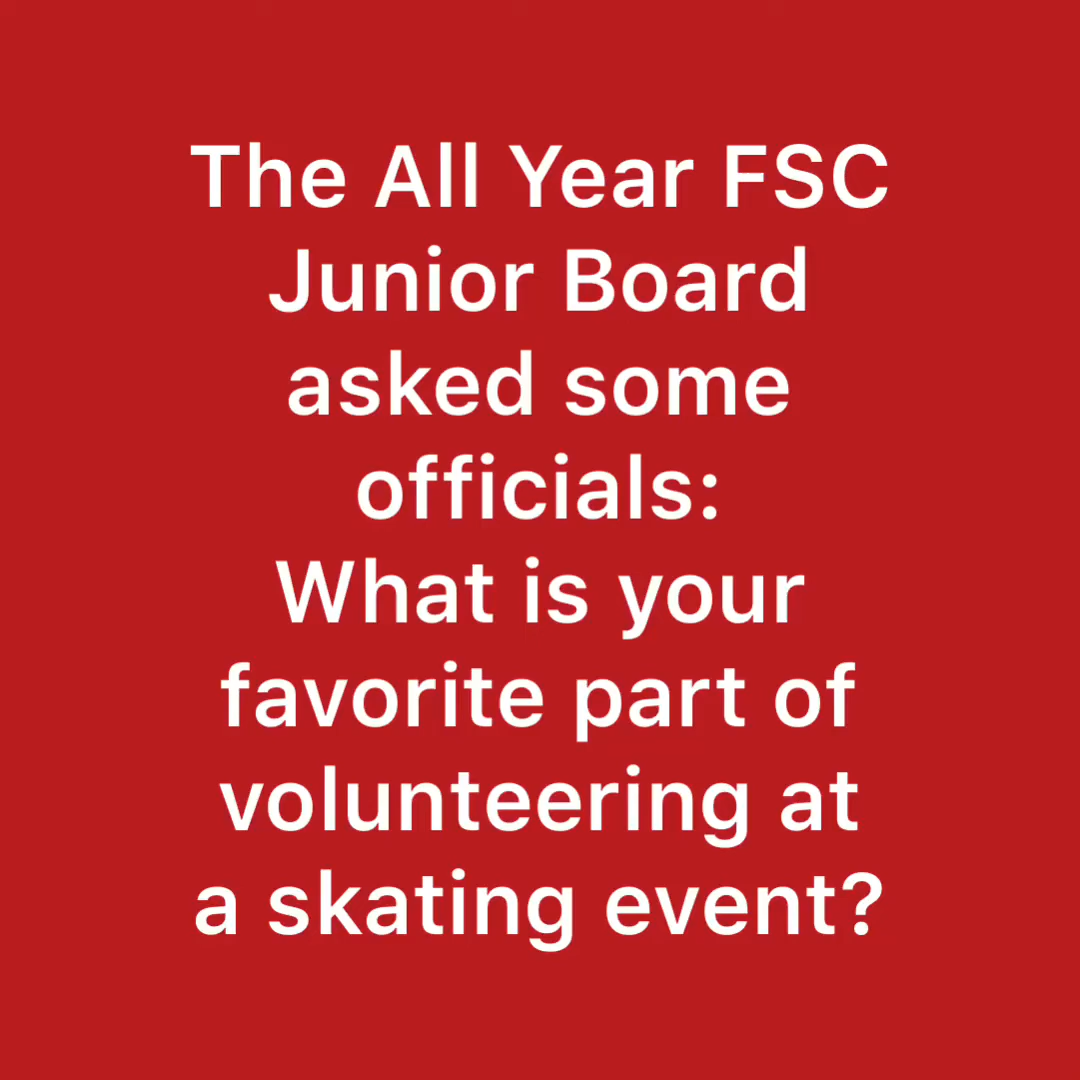 The All Year FSC
Junior Board
asked some
officials:
What is your
favorite part of
volunteering at
a skating event?